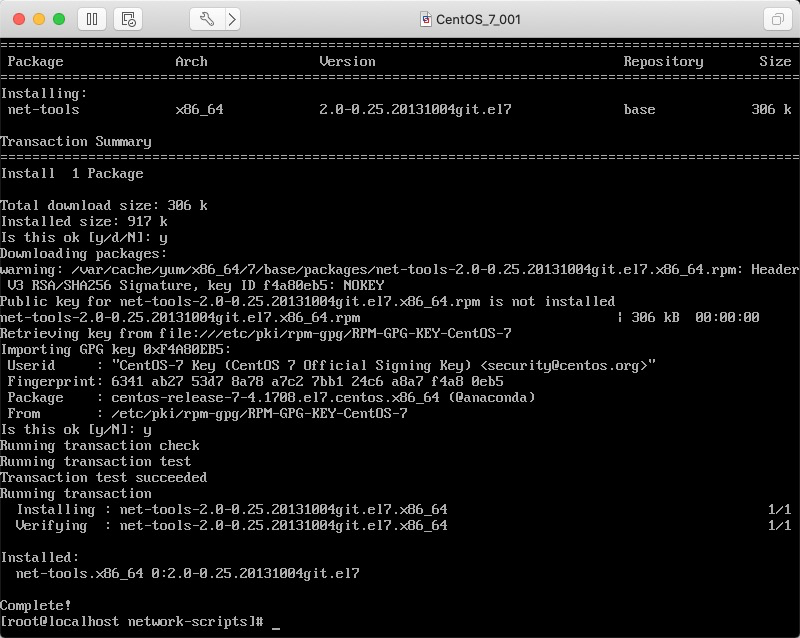 CentOS_7_001
================================================================================
Package Arch Version Repository Size
================================================================================
Installing:
net-tools x86_64 2.0-0.25.20131004git.el7 base 306 k

Transaction Summary
================================================================================
Install 1 Package

Total download size: 306 k
Installed size: 917 k
Is this ok [y/d/N]: y
Downloading packages:
warning: /var/cache/yum/x86_64/7/base/packages/net-tools-2.0-0.25.20131004git.el7.x86_64.rpm: Header
V3 RSA/SHA256 Signature, key ID f4a80eb5: NOKEY
Public key for net-tools-2.0-0.25.20131004git.el7.x86_64.rpm is not installed
net-tools-2.0-0.25.20131004git.el7.x86_64.rpm | 306 kB 00:00:00
Retrieving key from file:///etc/pki/rpm-gpg/RPM-GPG-KEY-CentOS-7
Importing GPG key 0xF4A80EB5:
Userid : "CentOS-7 Key (CentOS 7 Official Signing Key) <security@centos.org>"
Fingerprint: 6341 ab27 53d7 8a78 a7c2 7bb1 24c6 a8a7 f4a8 0eb5
Package : centos-release-7-4.1708.el7.centos.x86_64 (@anaconda)
From : /etc/pki/rpm-gpg/RPM-GPG-KEY-CentOS-7
Is this ok [y/N]: y
Running transaction check
Running transaction test
Transaction test succeeded
Running transaction
Installing : net-tools-2.0-0.25.20131004git.el7.x86_64 1/1
Verifying : net-tools-2.0-0.25.20131004git.el7.x86_64 1/1

Installed:
net-tools.x86_64 0:2.0-0.25.20131004git.el7

Complete!
[root@localhost network-scripts]# _